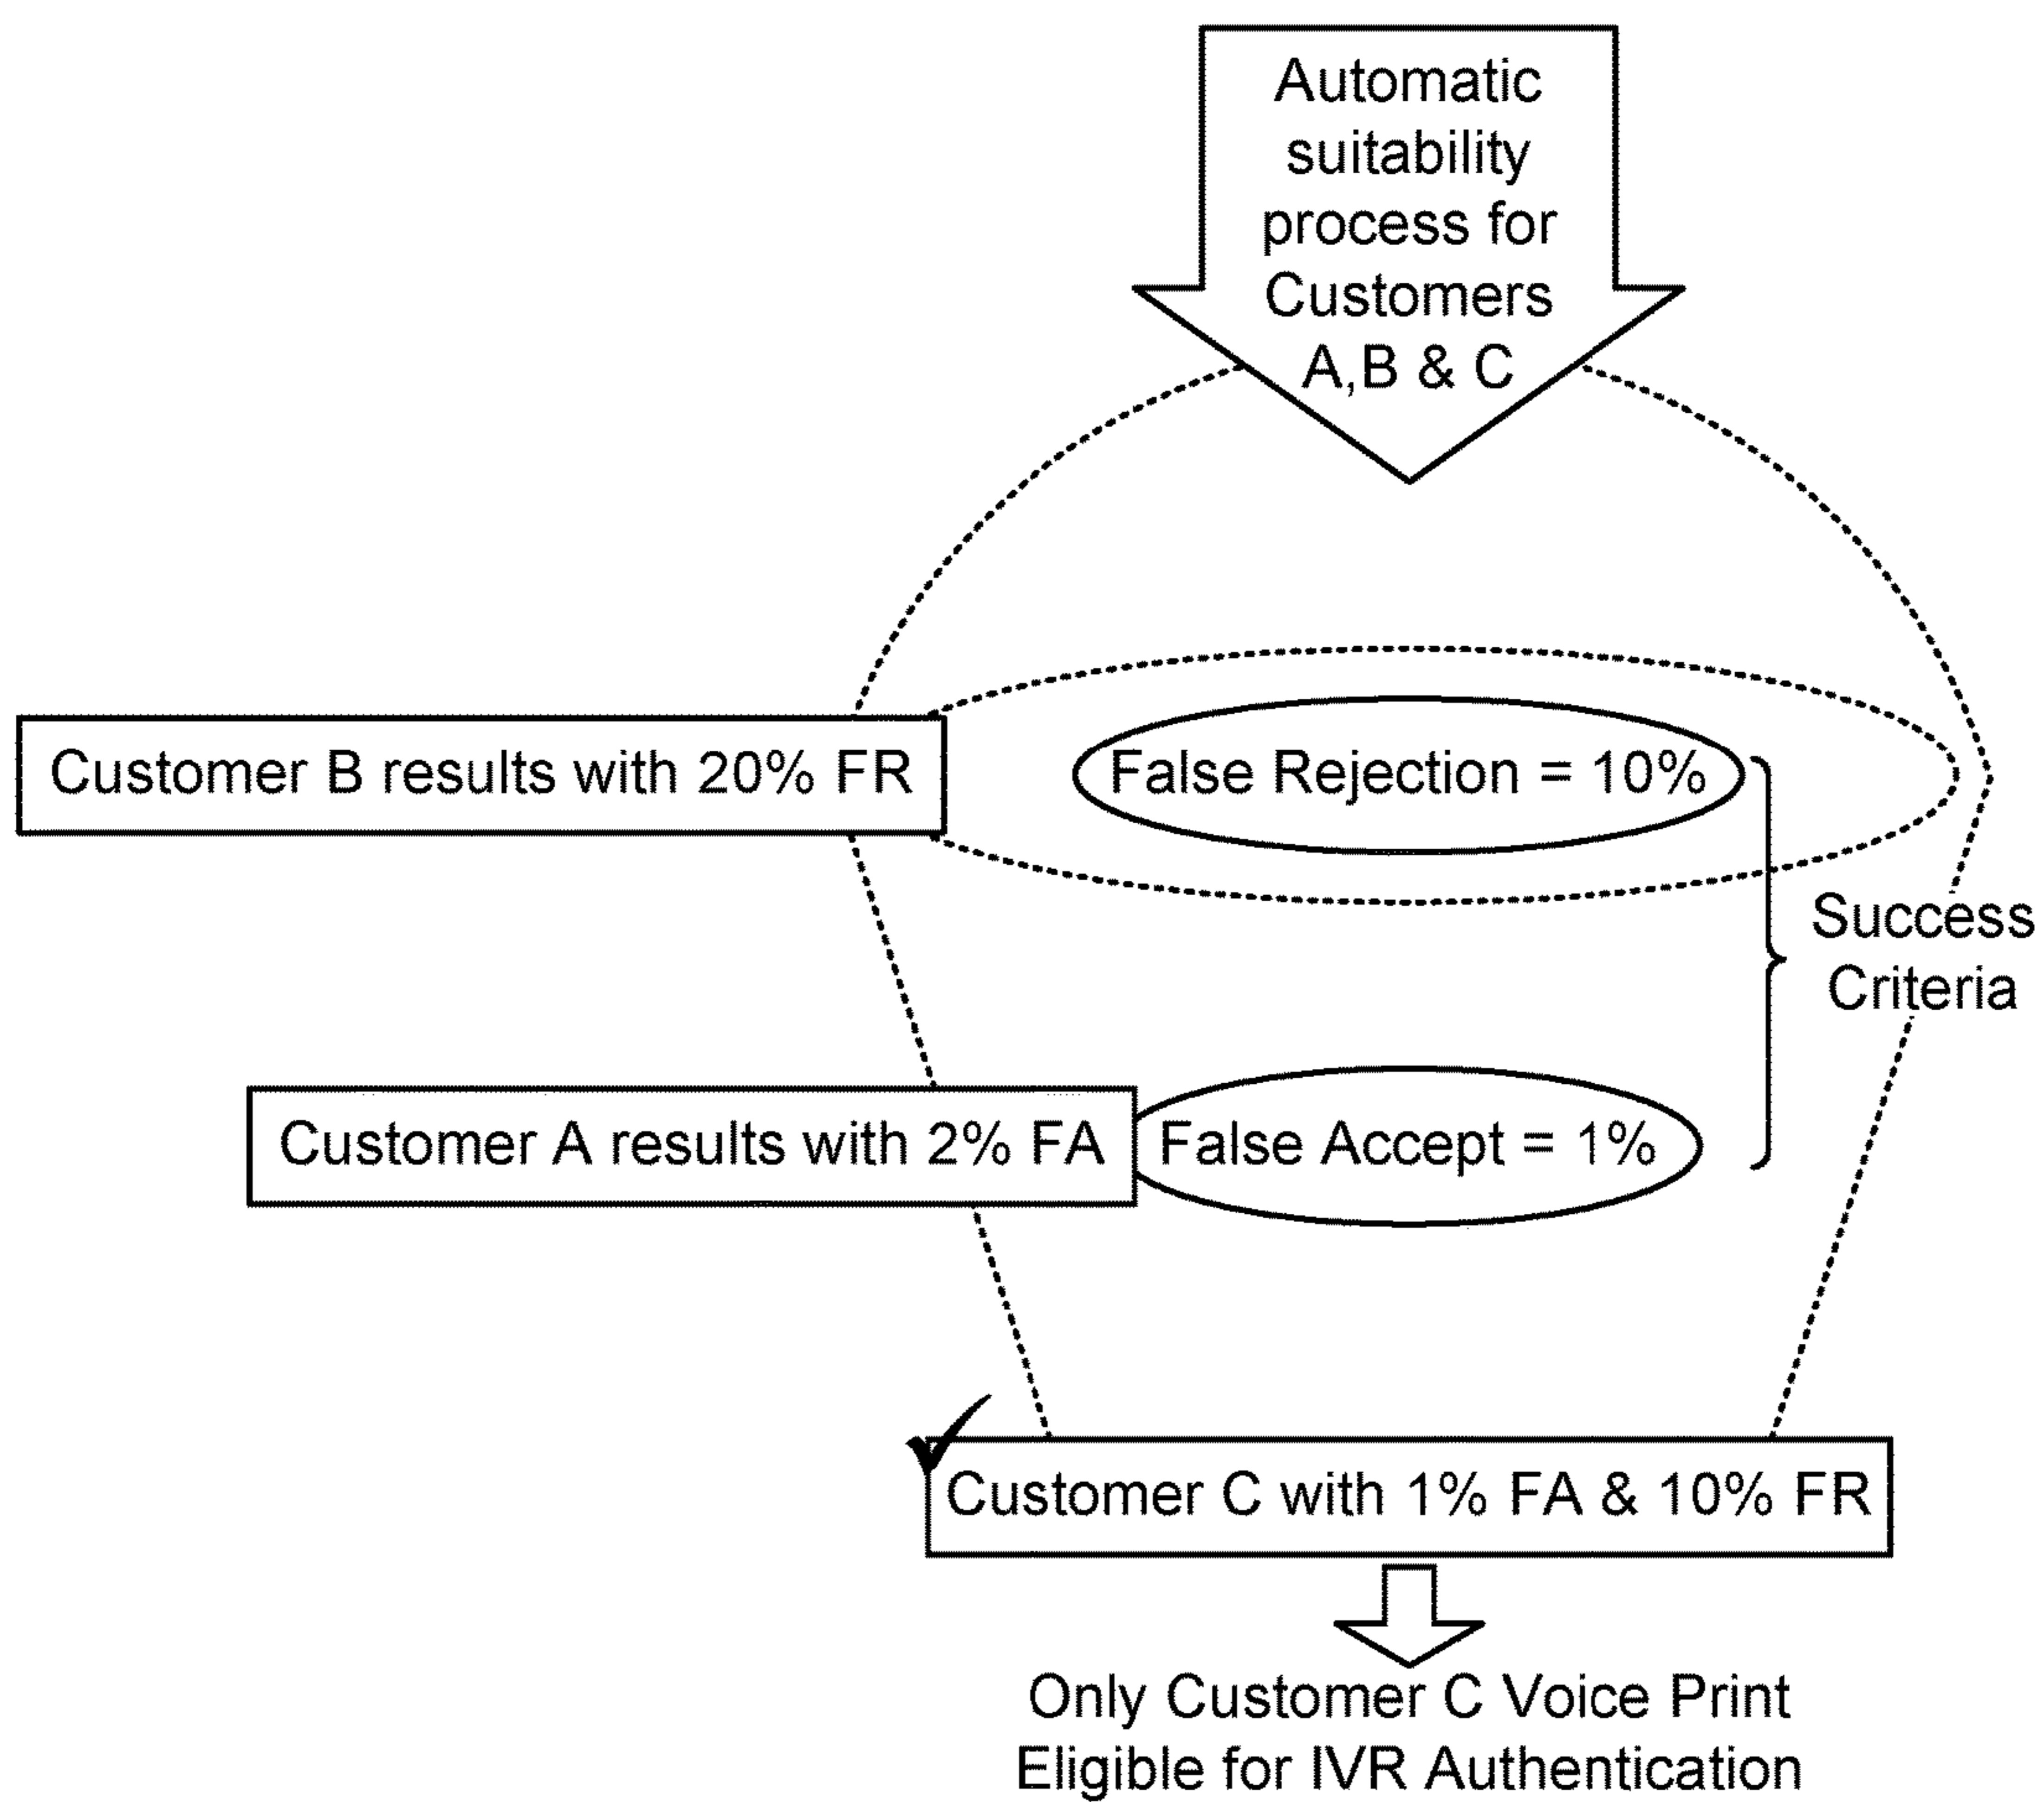 Automatic
suitability
process for
Customers
A,B & C
Customer B results with 20% FR
False Rejection = 10%
Success
Criteria
Customer A results with 2% FA
False Accept = 1%
Customer C with 1% FA & 10% FR
Only Customer C Voice Print
Eligible for IVR Authentication